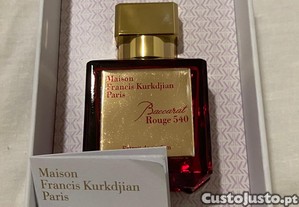 Maison
Francis Kurkdjian
Paris
Baccarat
Rouge 540
Maison
Francis Kurkdjian
Paris
CustoJusto.pt